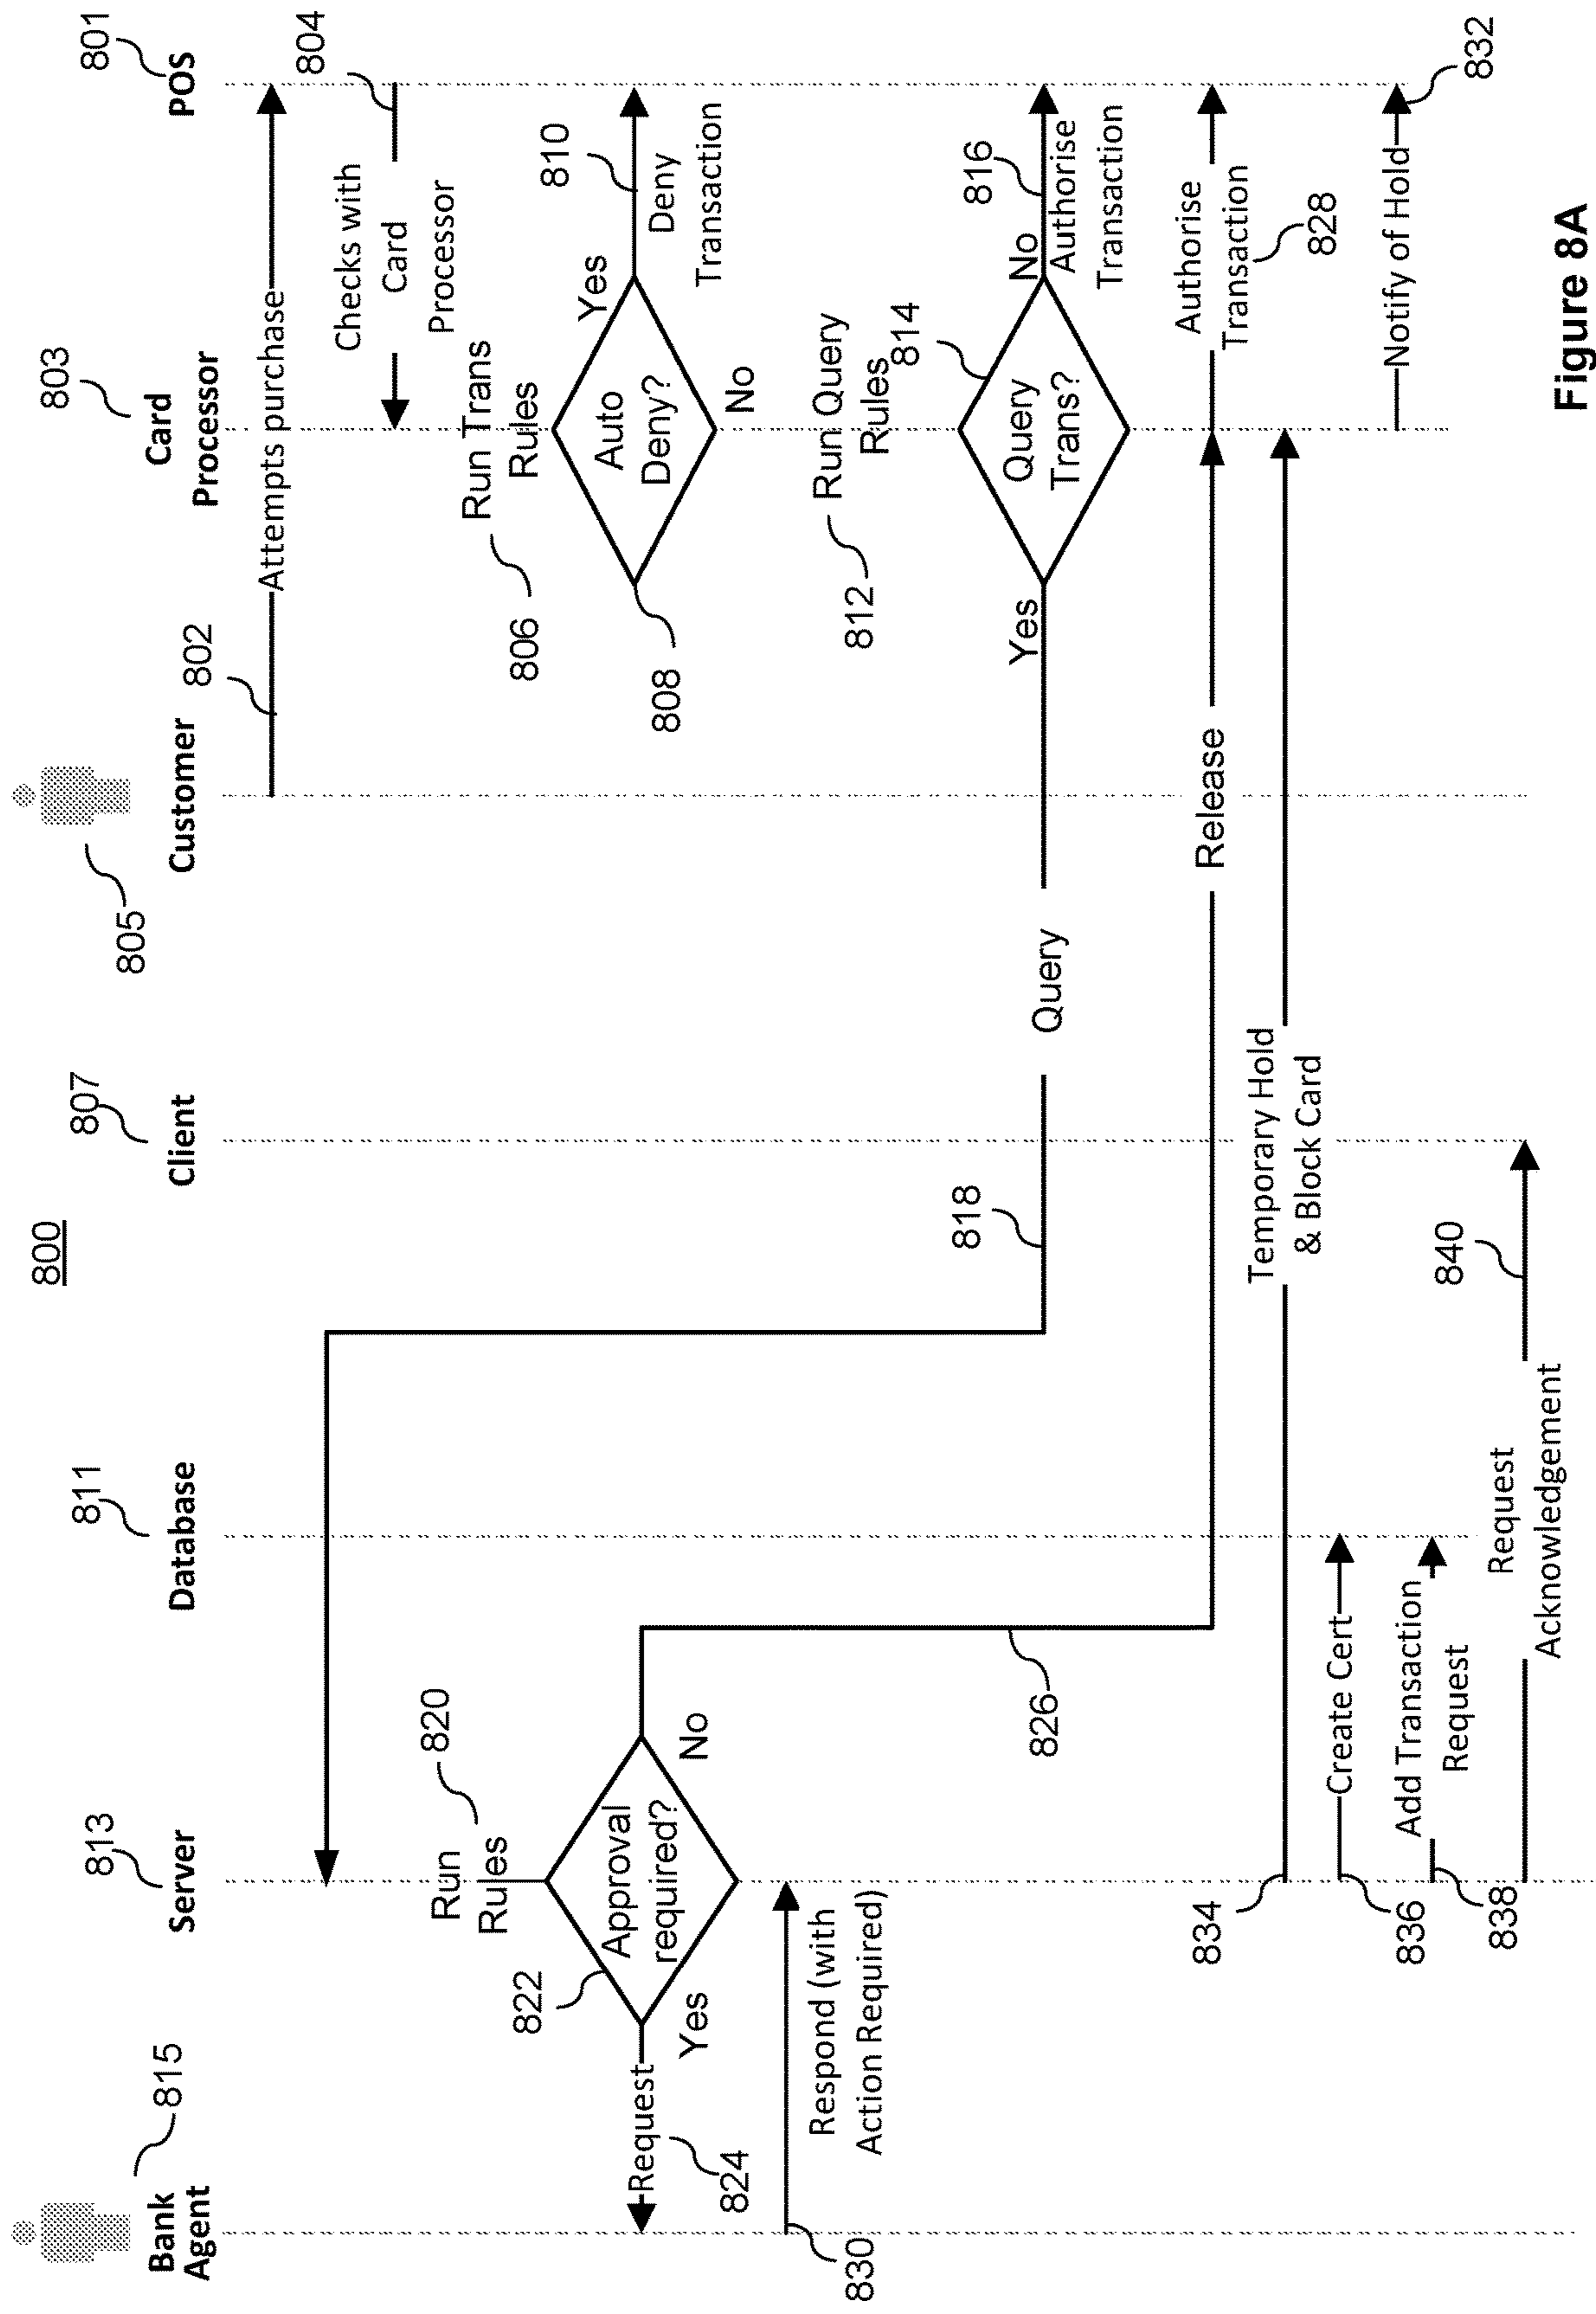 800
815
Bank
Agent
813
Server
811
Database
807
Client
805
Customer
803
Card
Processor
801
POS
802
Attempts purchase
804
Checks with
Card
Processor
806
Run Trans
Rules
808
Auto
Deny?
Yes
810
Deny
Transaction
No
812
Run Query
Rules
814
Query
Trans?
No
816
Authorise
Transaction
Yes
Query
818
Run
Rules
820
822
Approval
required?
Yes
Request
824
No
826
Release
Authorise
Transaction
828
830
Respond (with
Action Required)
834
Temporary Hold
& Block Card
Notify of Hold
832
836
Create Cert
838
Add Transaction
Request
Request
Acknowledgement
840
Figure 8A